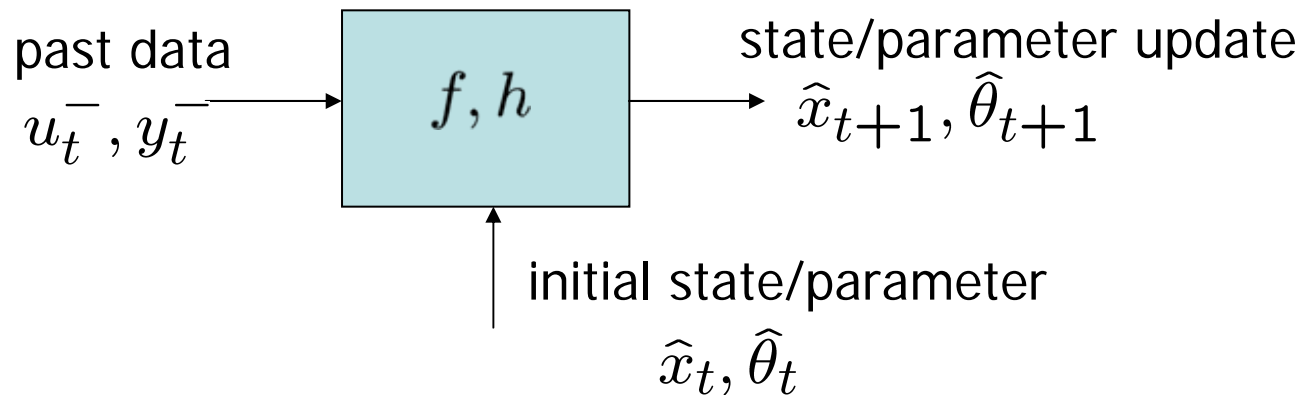 past data
u_t^-, y_t^-
f, h
state/parameter update
x̂_{t+1}, θ̂_{t+1}
initial state/parameter
x̂_t, θ̂_t